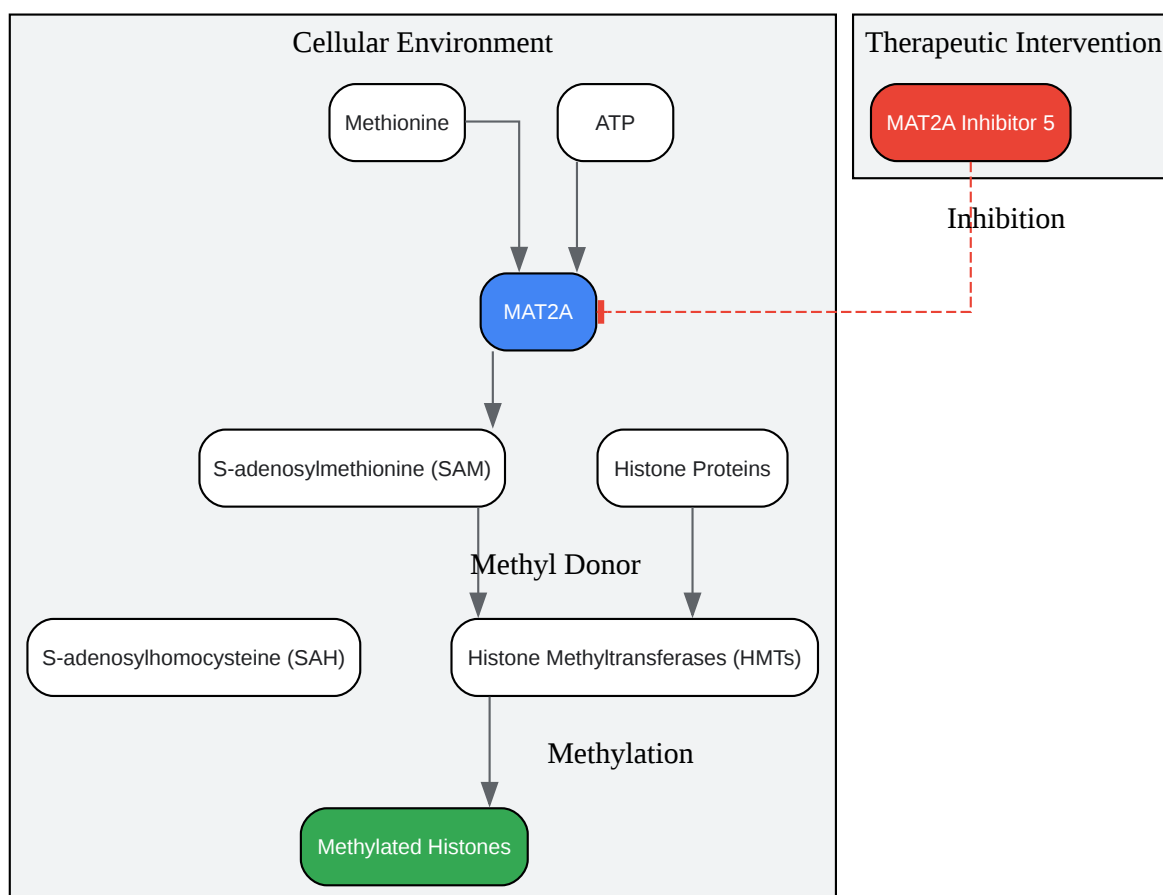 Cellular Environment
Therapeutic Intervention
Methionine
ATP
MAT2A Inhibitor 5
Inhibition
MAT2A
S-adenosylmethionine (SAM)
Histone Proteins
Methyl Donor
S-adenosylhomocysteine (SAH)
Histone Methyltransferases (HMTs)
Methylation
Methylated Histones